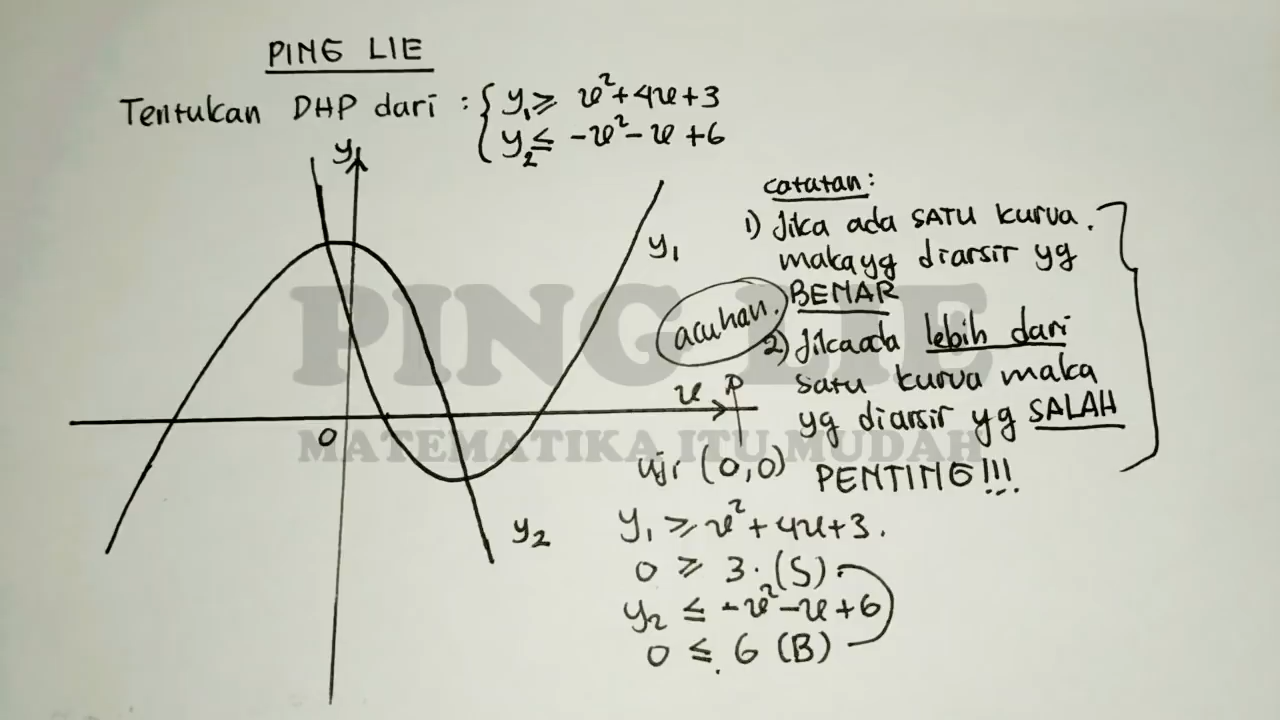 PING LIE
Tentukan DHP dari : { y₁ ≥ x²+4x+3
y₂ ≤ -x²-x+6
y
catatan:
1) Jika ada SATU kurva.
maka yg diarsir yg
BENAR
acuhan.
2) Jika ada lebih dari
satu kurva maka
yg diarsir yg SALAH
PENTING!!!
y₁
x
P
0
y₂
PING LIE
MATEMATIKA ITU MUDAH
Uji (0,0)
y₁ ≥ x²+4x+3.
0 ≥ 3. (S)
y₂ ≤ -x²-x+6
0 ≤ 6 (B)